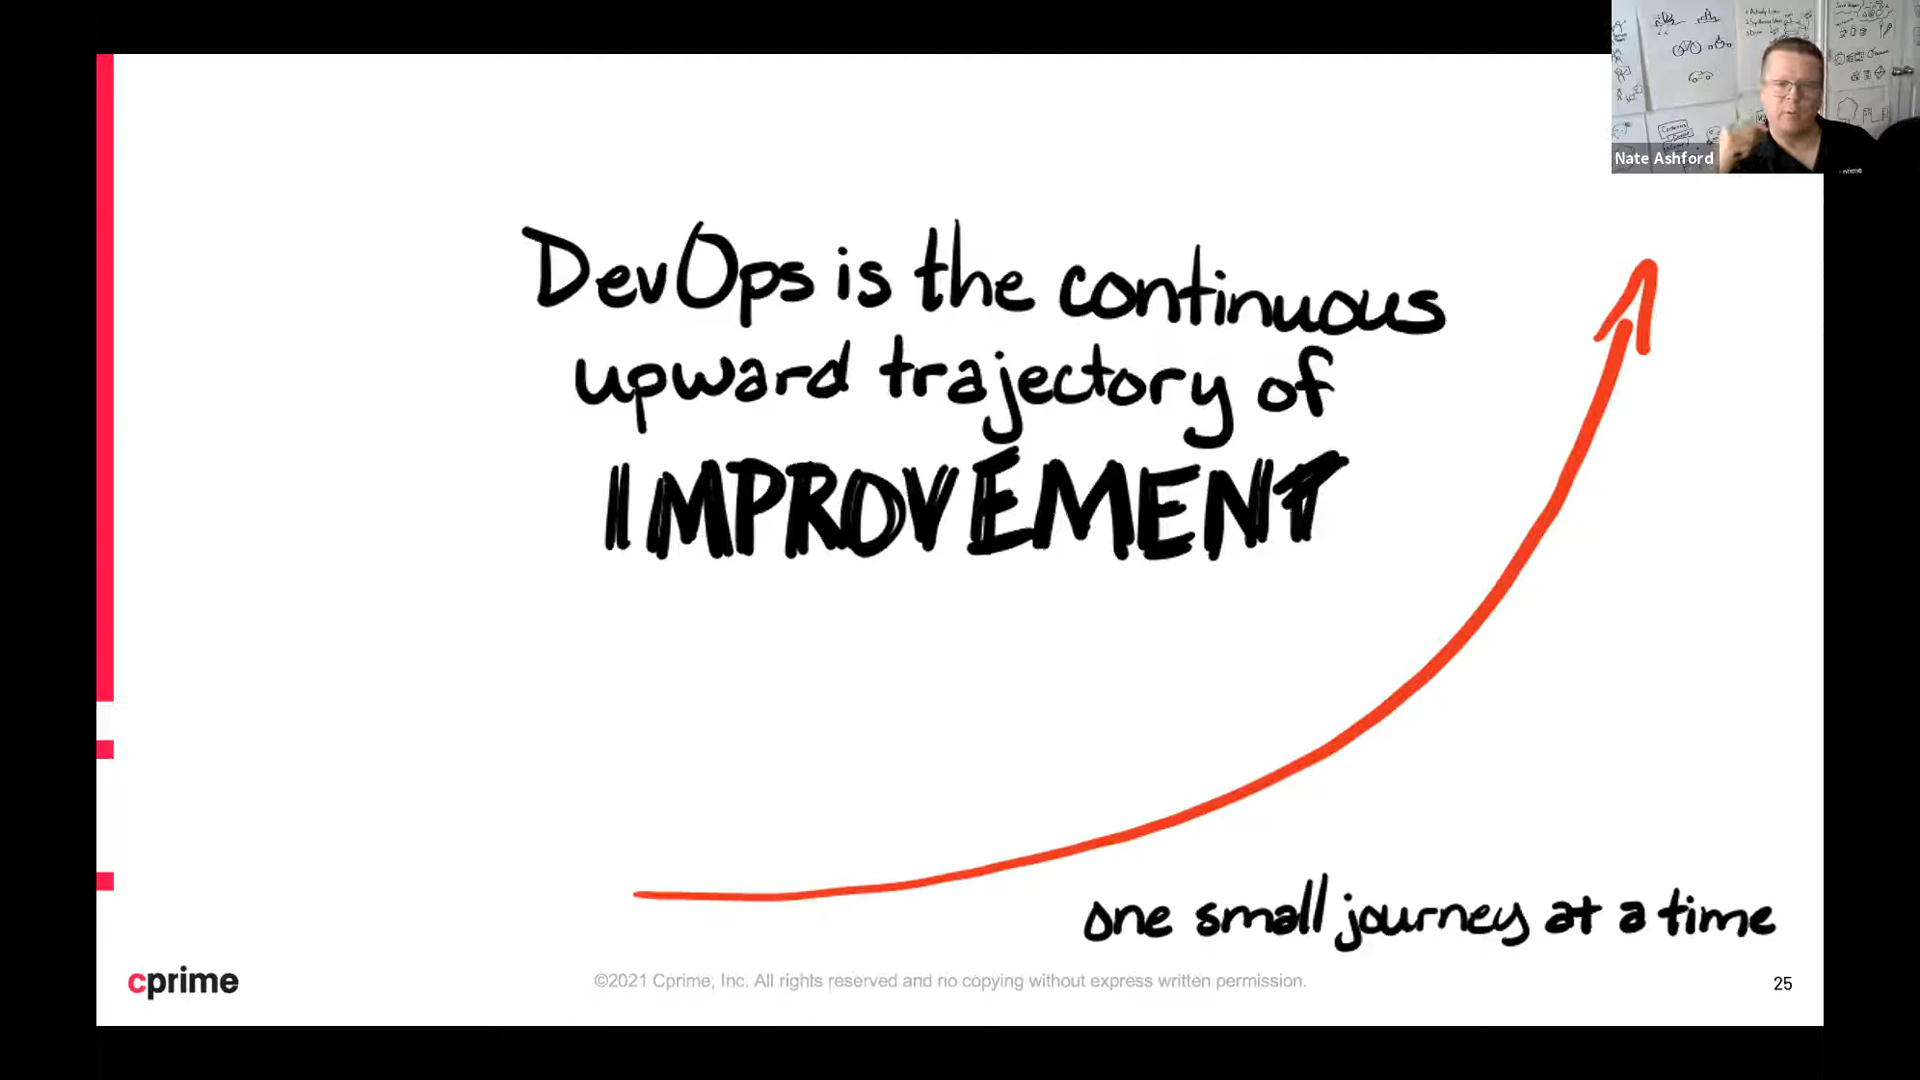 Nate Ashford
DevOps is the continuous
upward trajectory of
IMPROVEMENT
one small journey at a time
cprime
©2021 Cprime, Inc. All rights reserved and no copying without express written permission.
25